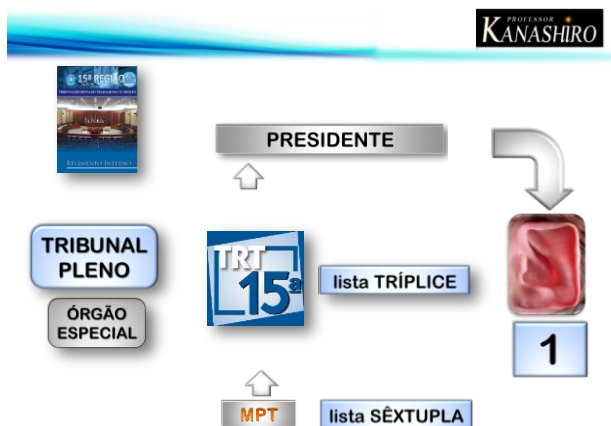 PROFESSOR
KANASHIRO
15ª REGIÃO
REGIMENTO INTERNO
PRESIDENTE
TRIBUNAL
PLENO
TRT
15ª
lista TRÍPLICE
ÓRGÃO
ESPECIAL
1
MPT
lista SÊXTUPLA